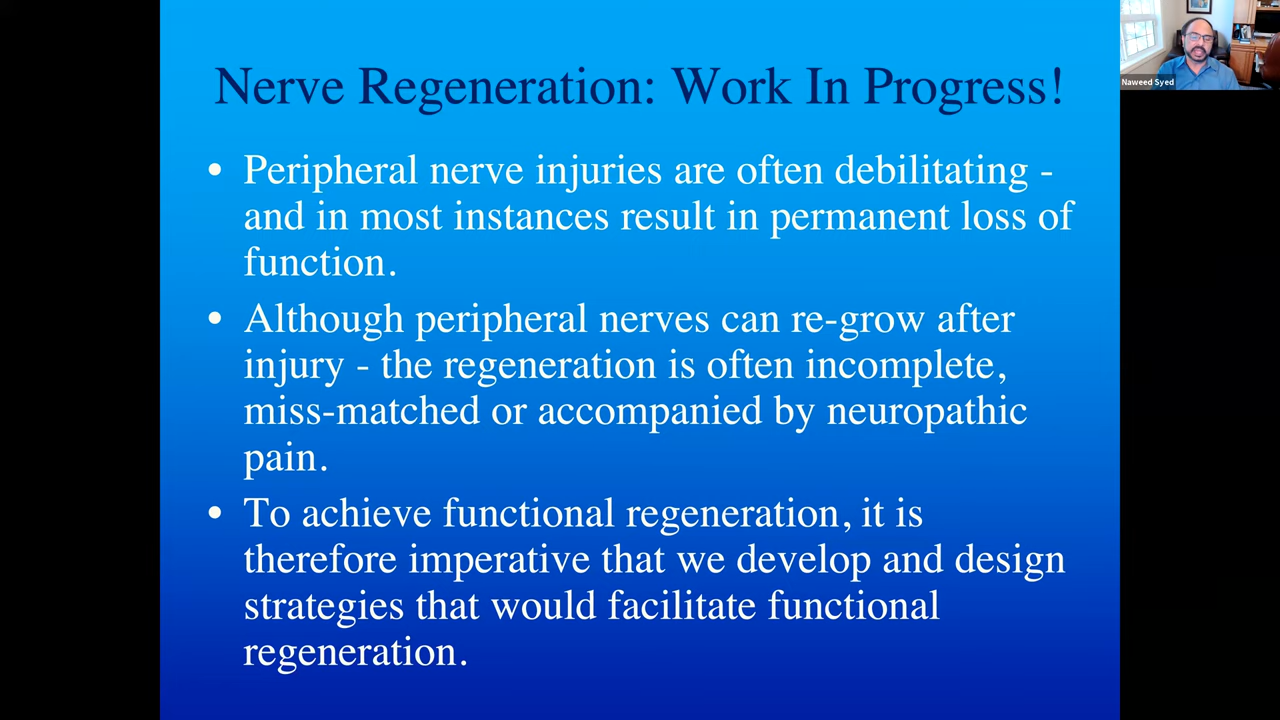 Nerve Regeneration: Work In Progress!
• Peripheral nerve injuries are often debilitating -
and in most instances result in permanent loss of
function.
• Although peripheral nerves can re-grow after
injury - the regeneration is often incomplete,
miss-matched or accompanied by neuropathic
pain.
• To achieve functional regeneration, it is
therefore imperative that we develop and design
strategies that would facilitate functional
regeneration.
Naweed Syed